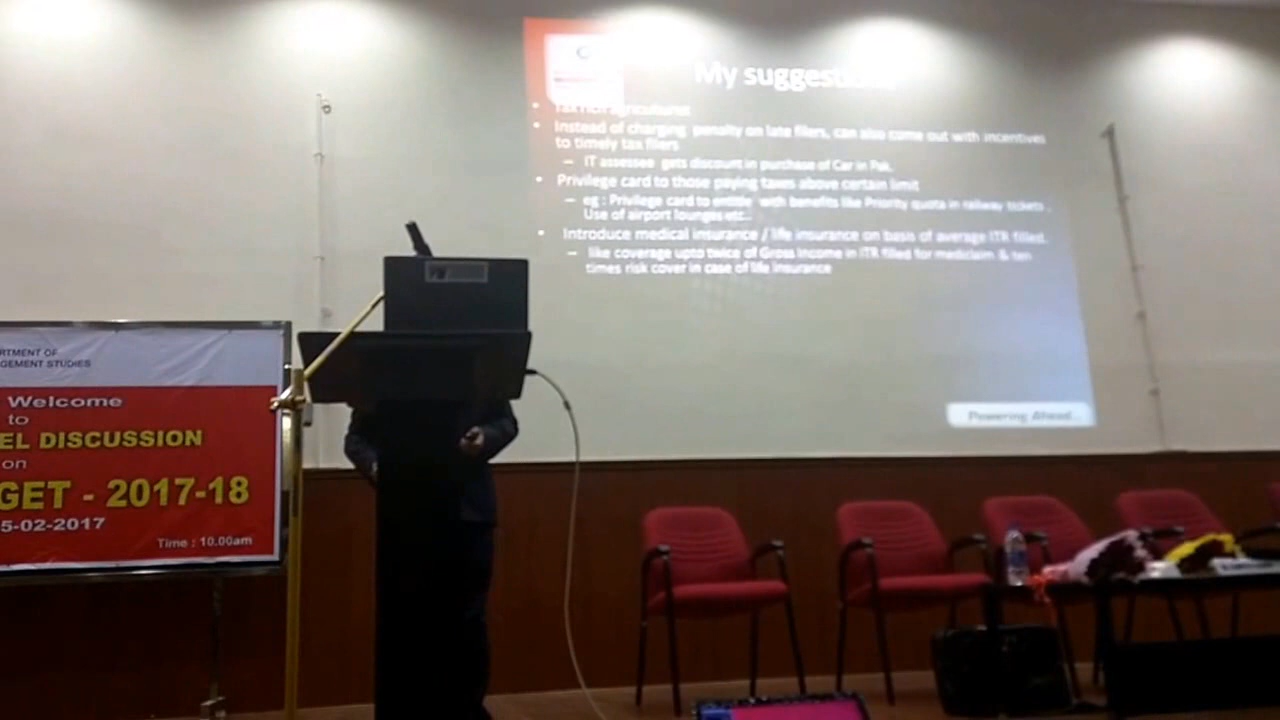 RTMENT OF
GEMENT STUDIES
Welcome
to
EL DISCUSSION
on
GET - 2017-18
5-02-2017
Time : 10.00am
My suggest
Tax rich agriculturist
Instead of charging penalty on late filers, can also come out with incentives
to timely tax filers
– IT assessee gets discount in purchase of Car in Pak.
Privilege card to those paying taxes above certain limit
– eg : Privilege card to entitle with benefits like Priority quota in railway tickets .
Use of airport lounges etc..
Introduce medical insurance / life insurance on basis of average ITR filled.
– like coverage upto twice of Gross Income in ITR filled for mediclaim & ten
times risk cover in case of life insurance
Powering Ahead...